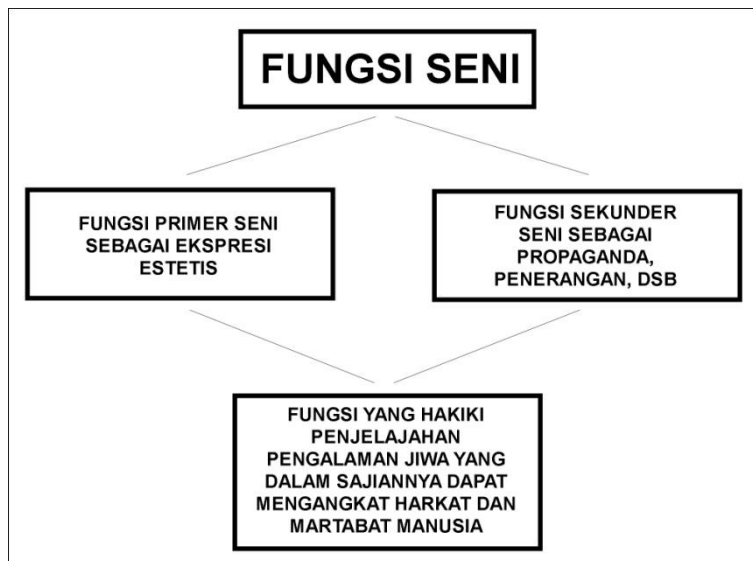 FUNGSI SENI
FUNGSI PRIMER SENI
SEBAGAI EKSPRESI
ESTETIS
FUNGSI SEKUNDER
SENI SEBAGAI
PROPAGANDA,
PENERANGAN, DSB
FUNGSI YANG HAKIKI
PENJELAJAHAN
PENGALAMAN JIWA YANG
DALAM SAJIANNYA DAPAT
MENGANGKAT HARKAT DAN
MARTABAT MANUSIA